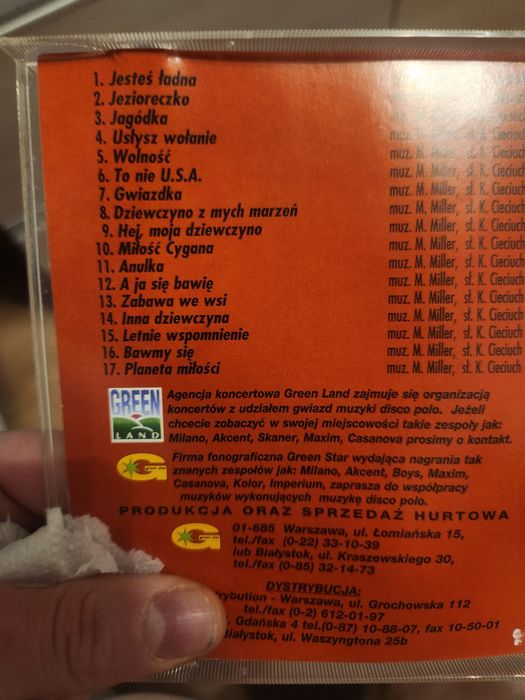 1. Jesteś ładna
2. Jezioreczko
3. Jagódka
4. Usłysz wołanie muz. M. Miller, sł. K. Cieciuch
5. Wolność muz. M. Miller, sł. K. Cieciuch
6. To nie U.S.A. muz. M. Miller, sł. K. Cieciuch
7. Gwiazdka muz. M. Miller, sł. K. Cieciuch
8. Dziewczyno z mych marzeń muz. M. Miller, sł. K. Cieciuch
9. Hej, moja dziewczyno muz. M. Miller, sł. K. Cieciuch
10. Miłość Cygana muz. M. Miller, sł. K. Cieciuch
11. Anulka muz. M. Miller, sł. K. Cieciuch
12. A ja się bawię muz. M. Miller, sł. K. Cieciuch
13. Zabawa we wsi muz. M. Miller, sł. K. Cieciuch
14. Inna dziewczyna muz. M. Miller, sł. K. Cieciuch
15. Letnie wspomnienie muz. M. Miller, sł. K. Cieciuch
16. Bawmy się muz. M. Miller, sł. K. Cieciuch
17. Planeta miłości muz. M. Miller, sł. K. Cieciuch
GREEN
LAND
Agencja koncertowa Green Land zajmuje się organizacją
koncertów z udziałem gwiazd muzyki disco polo. Jeżeli
chcecie zobaczyć w swojej miejscowości takie zespoły jak:
Milano, Akcent, Skaner, Maxim, Casanova prosimy o kontakt.
Firma fonograficzna Green Star wydająca nagrania tak
znanych zespołów jak: Milano, Akcent, Boys, Maxim,
Casanova, Kolor, Imperium, zaprasza do współpracy
muzyków wykonujących muzykę disco polo.
PRODUKCJA ORAZ SPRZEDAŻ HURTOWA
01-685 Warszawa, ul. Łomiańska 15,
tel./fax (0-22) 33-10-39
lub Białystok, ul. Kraszewskiego 30,
tel./fax (0-85) 32-14-73
DYSTRYBUCJA:
trybution - Warszawa, ul. Grochowska 112
tel./fax (0-2) 612-01-97
l. Gdańska 4 tel.(0-87) 10-88-07, fax 10-50-01
Białystok, ul. Waszyngtona 25b